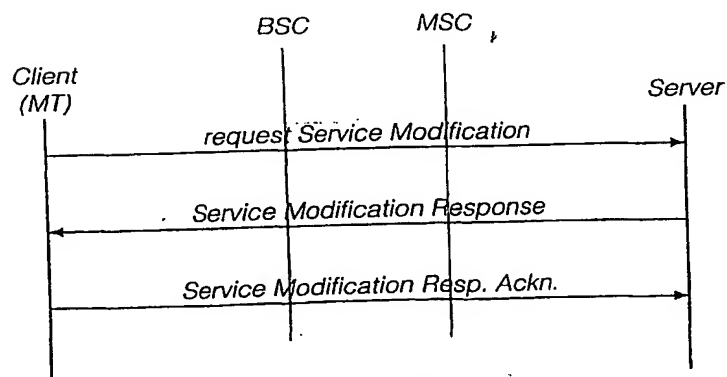 BSC
MSC
Client
(MT)
Server
request Service Modification
Service Modification Response
Service Modification Resp. Ackn.